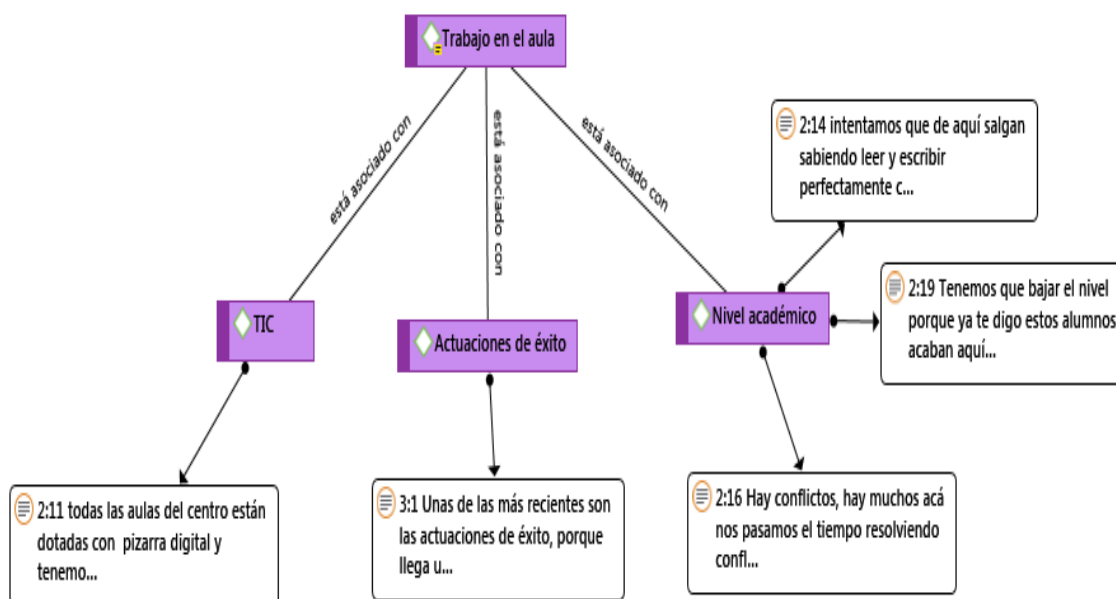 Trabajo en el aula
está asociado con
está asociado con
está asociado con
2:14 intentamos que de aquí salgan
sabiendo leer y escribir
perfectamente c...
2:19 Tenemos que bajar el nivel
porque ya te digo estos alumnos
acaban aquí...
TIC
Actuaciones de éxito
Nivel académico
2:11 todas las aulas del centro están
dotadas con pizarra digital y
tenemo...
3:1 Unas de las más recientes son
las actuaciones de éxito, porque
llega u...
2:16 Hay conflictos, hay muchos acá
nos pasamos el tiempo resolviendo
confl...